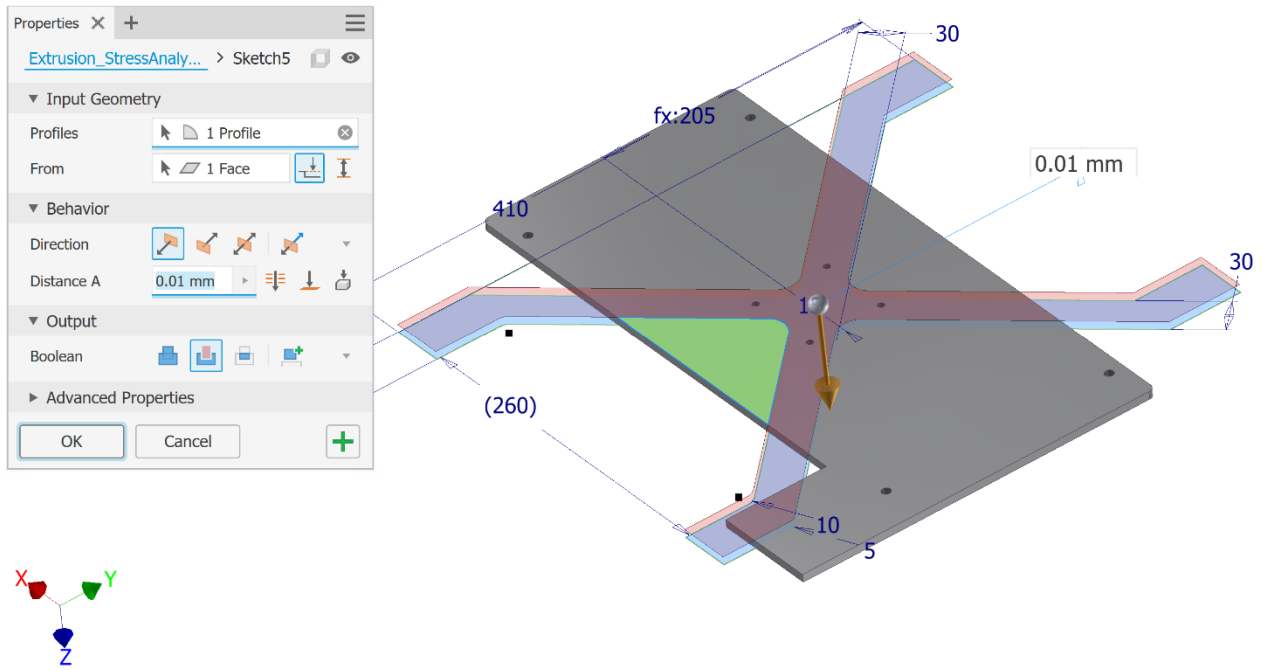 Properties
Extrusion_StressAnaly... > Sketch5
Input Geometry
Profiles 1 Profile
From 1 Face
Behavior
Direction
Distance A 0.01 mm
Output
Boolean
Advanced Properties
OK Cancel
30
fx:205
0.01 mm
410
30
1
(260)
10
5
X Y
Z